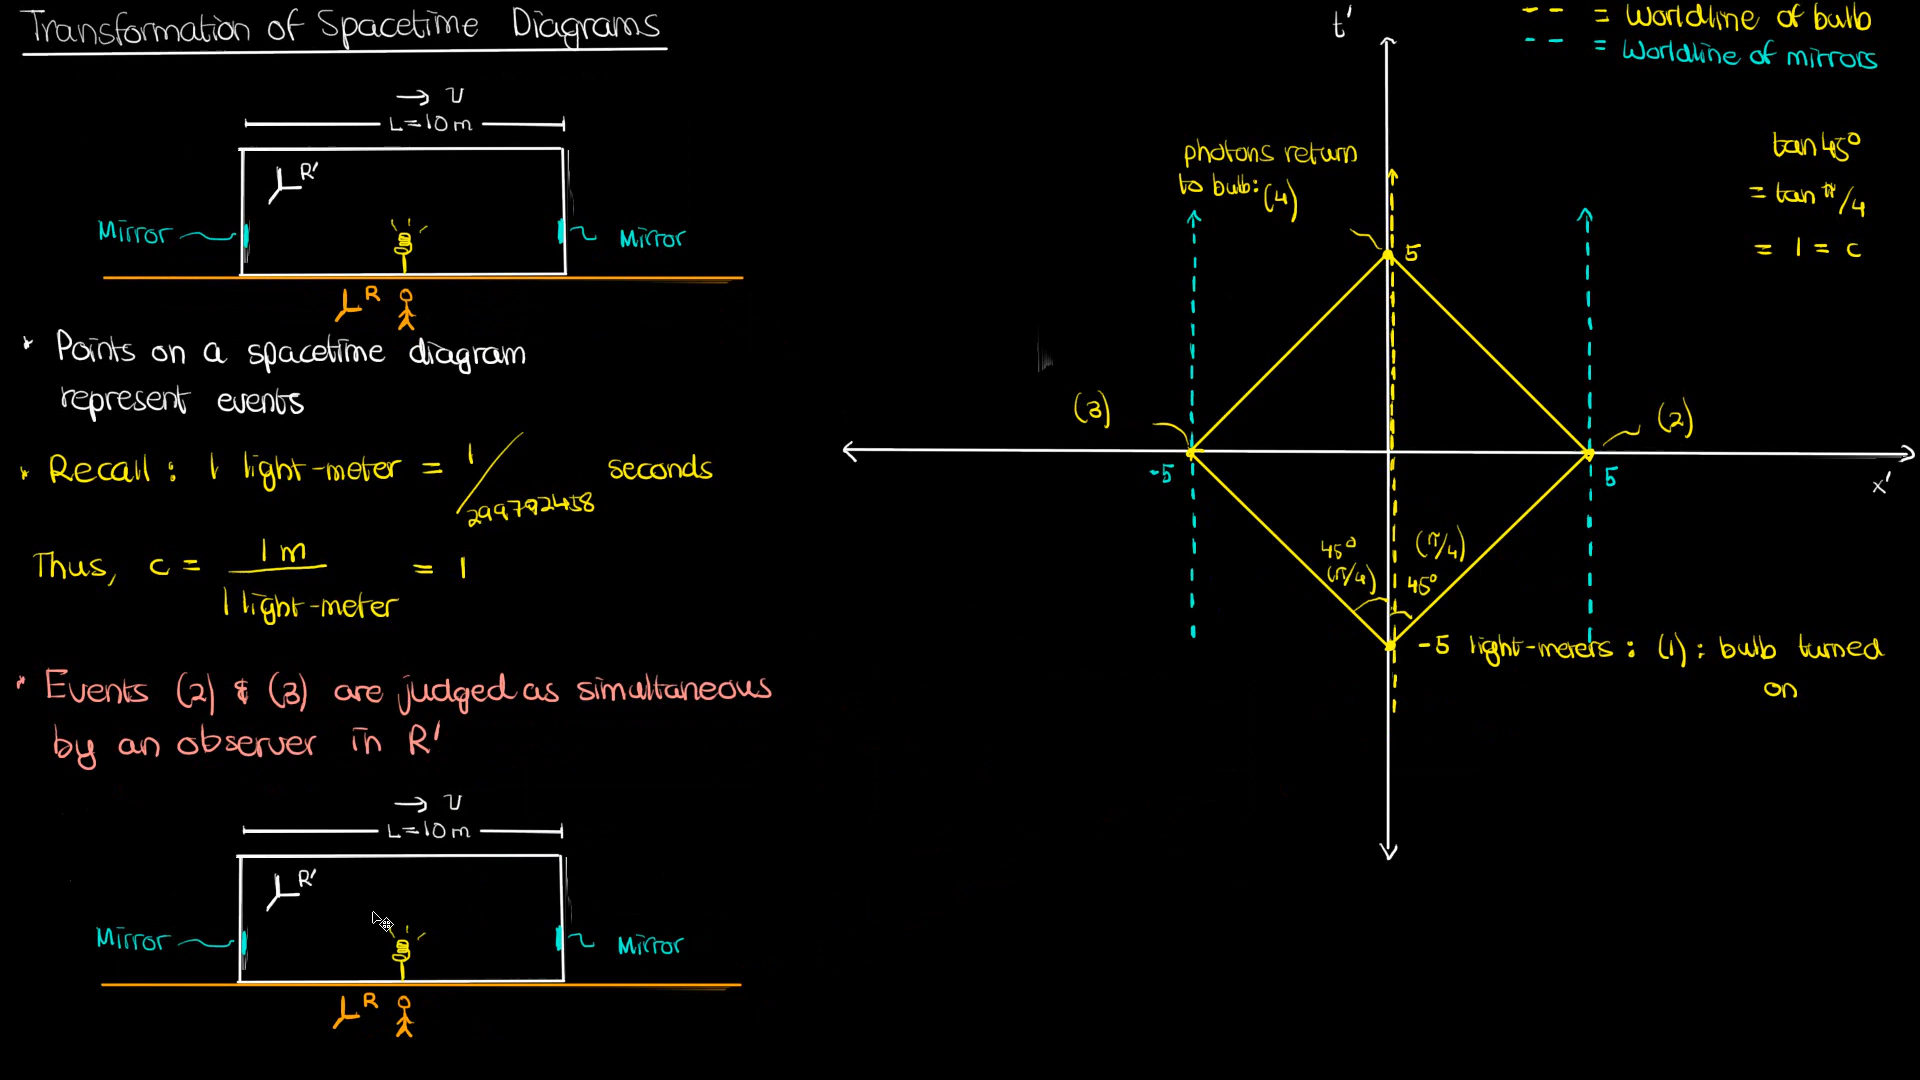 Transformation of Spacetime Diagrams
→ v
L=10m
R'
Mirror
Mirror
R
* Points on a spacetime diagram
represent events
* Recall: 1 light-meter = 1/299792458 seconds
Thus, c = 1m / 1 light-meter = 1
* Events (2) & (3) are judged as simultaneous
by an observer in R'
→ v
L=10m
R'
Mirror
Mirror
R
-- = Worldline of bulb
-- = Worldline of mirrors
t'
tan45°
= tan π/4
= 1 = c
photons return
to bulb: (4)
5
(3)
(2)
-5
5
x'
45°
(π/4)
(π/4)
45°
-5 light-meters: (1): bulb turned
on